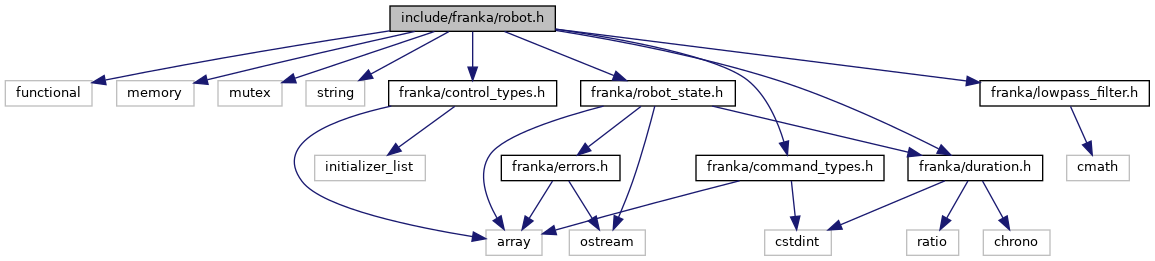 include/franka/robot.h
functional
memory
mutex
string
franka/control_types.h
franka/robot_state.h
franka/lowpass_filter.h
initializer_list
franka/errors.h
franka/command_types.h
franka/duration.h
cmath
array
ostream
cstdint
ratio
chrono